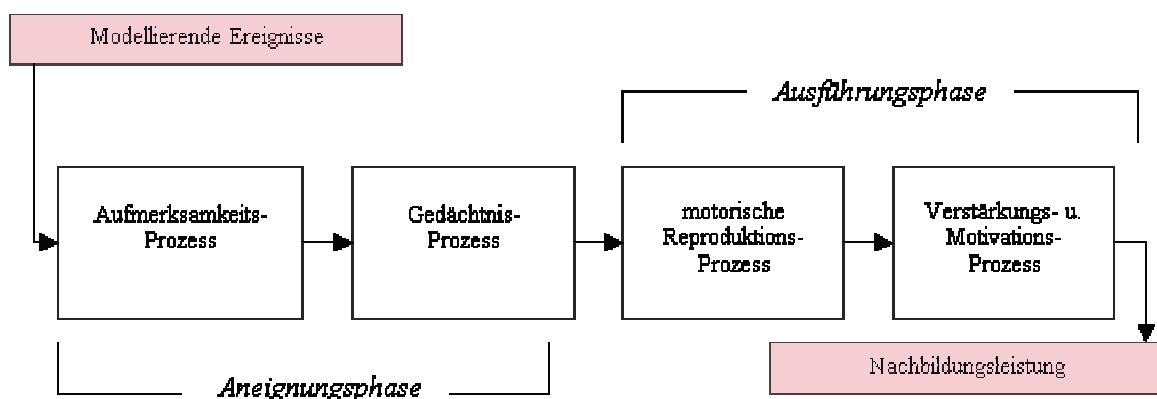 Modellierende Ereignisse
Ausführungsphase
Aufmerksamkeits-
Prozess
Gedächtnis-
Prozess
motorische
Reproduktions-
Prozess
Verstärkungs- u.
Motivations-
Prozess
Aneignungsphase
Nachbildungsleistung